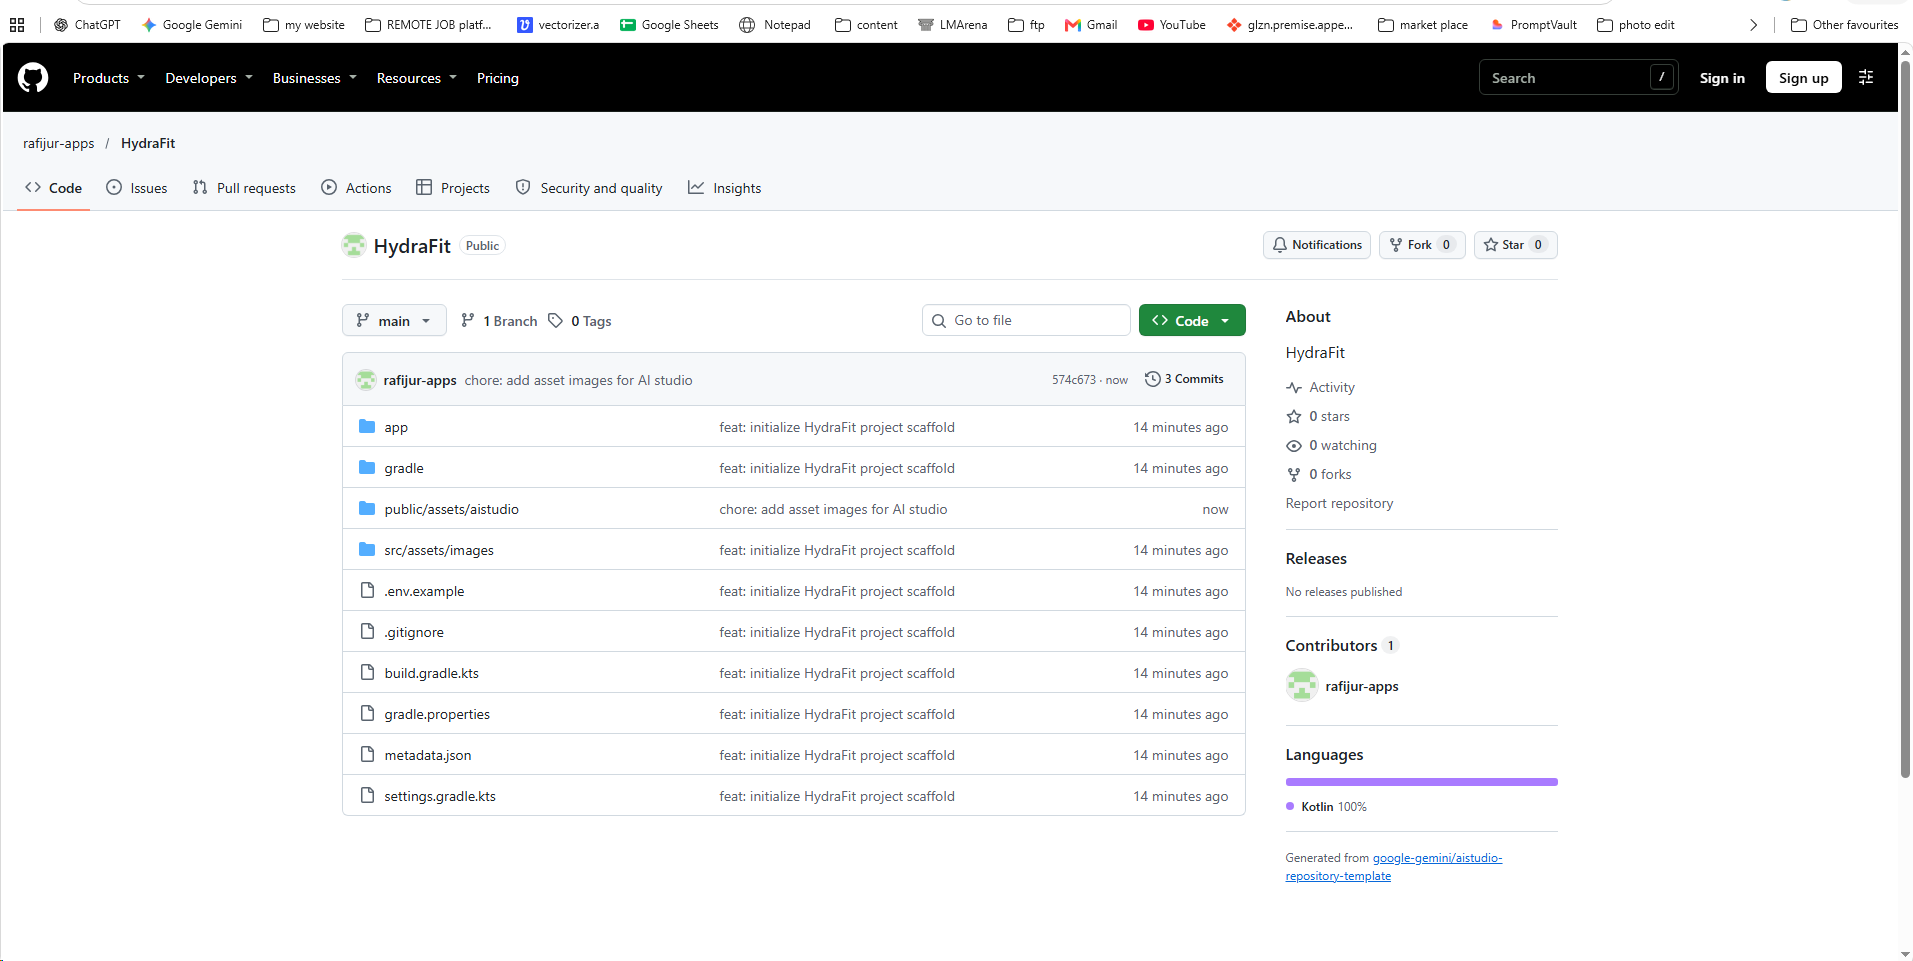 ChatGPT Google Gemini my website REMOTE JOB platf... vectorizer.a Google Sheets Notepad content LMArena ftp Gmail YouTube glzn.premise.appe... market place PromptVault photo edit Other favourites
Products Developers Businesses Resources Pricing Search / Sign in Sign up
rafijur-apps / HydraFit
Code Issues Pull requests Actions Projects Security and quality Insights
HydraFit Public Notifications Fork 0 Star 0
main 1 Branch 0 Tags Go to file Code
rafijur-apps chore: add asset images for AI studio 574c673 · now 3 Commits
app feat: initialize HydraFit project scaffold 14 minutes ago
gradle feat: initialize HydraFit project scaffold 14 minutes ago
public/assets/aistudio chore: add asset images for AI studio now
src/assets/images feat: initialize HydraFit project scaffold 14 minutes ago
.env.example feat: initialize HydraFit project scaffold 14 minutes ago
.gitignore feat: initialize HydraFit project scaffold 14 minutes ago
build.gradle.kts feat: initialize HydraFit project scaffold 14 minutes ago
gradle.properties feat: initialize HydraFit project scaffold 14 minutes ago
metadata.json feat: initialize HydraFit project scaffold 14 minutes ago
settings.gradle.kts feat: initialize HydraFit project scaffold 14 minutes ago
About
HydraFit
Activity
0 stars
0 watching
0 forks
Report repository
Releases
No releases published
Contributors 1
rafijur-apps
Languages
Kotlin 100%
Generated from google-gemini/aistudio-
repository-template